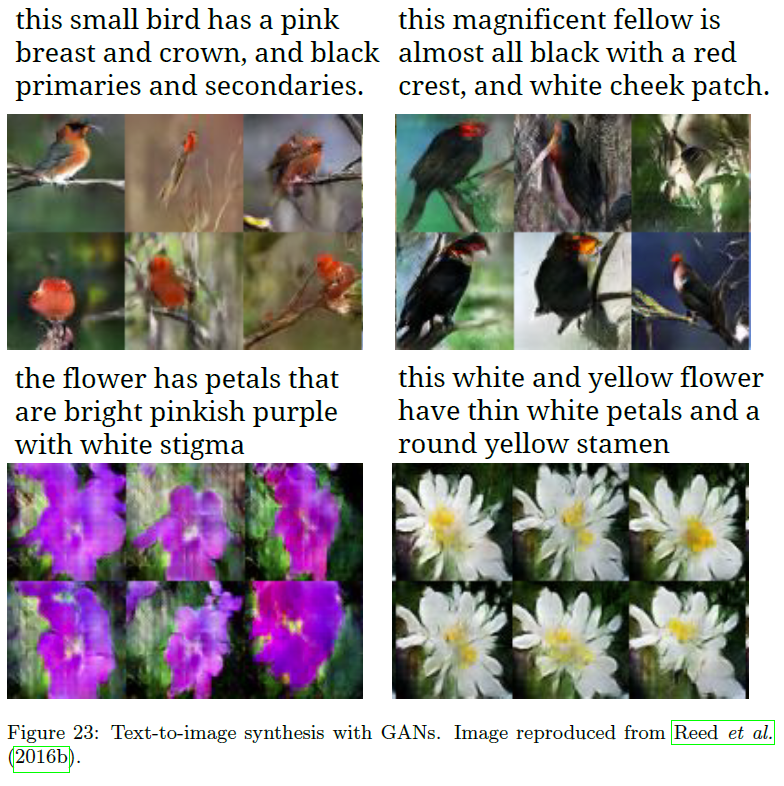 this small bird has a pink
breast and crown, and black
primaries and secondaries.
this magnificent fellow is
almost all black with a red
crest, and white cheek patch.
the flower has petals that
are bright pinkish purple
with white stigma
this white and yellow flower
have thin white petals and a
round yellow stamen
Figure 23: Text-to-image synthesis with GANs. Image reproduced from Reed et al.
(2016b).